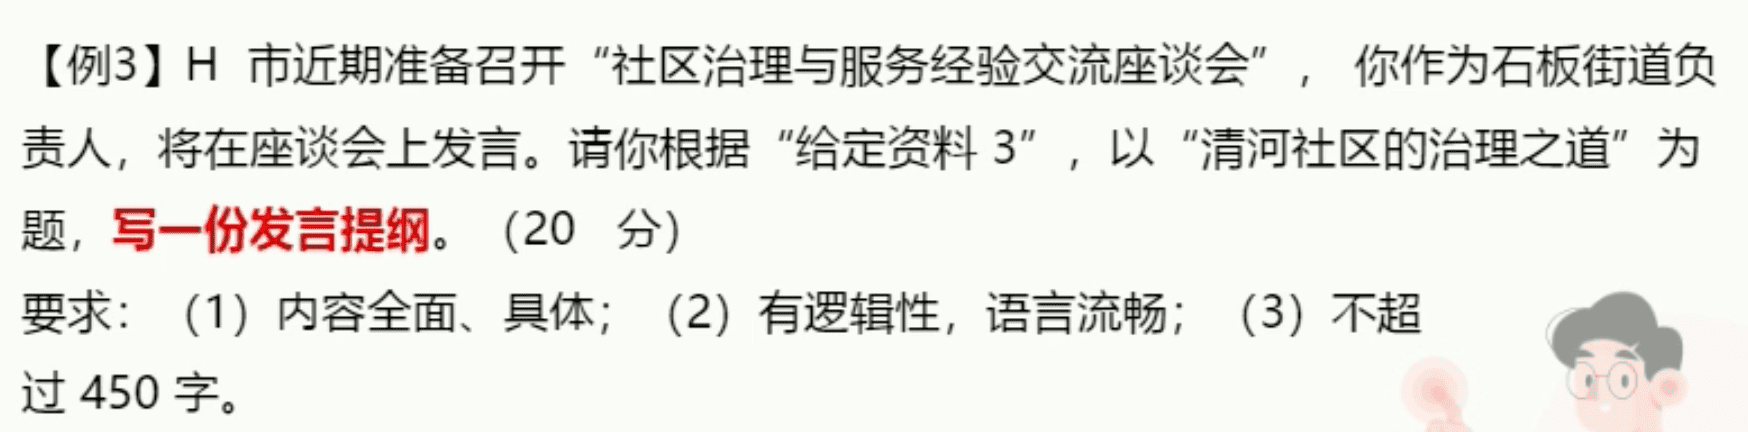 【例3】H 市近期准备召开“社区治理与服务经验交流座谈会”， 你作为石板街道负
责人，将在座谈会上发言。请你根据“给定资料 3”，以“清河社区的治理之道”为
题，写一份发言提纲。（20 分）
要求：（1）内容全面、具体；（2）有逻辑性，语言流畅；（3）不超
过 450 字。